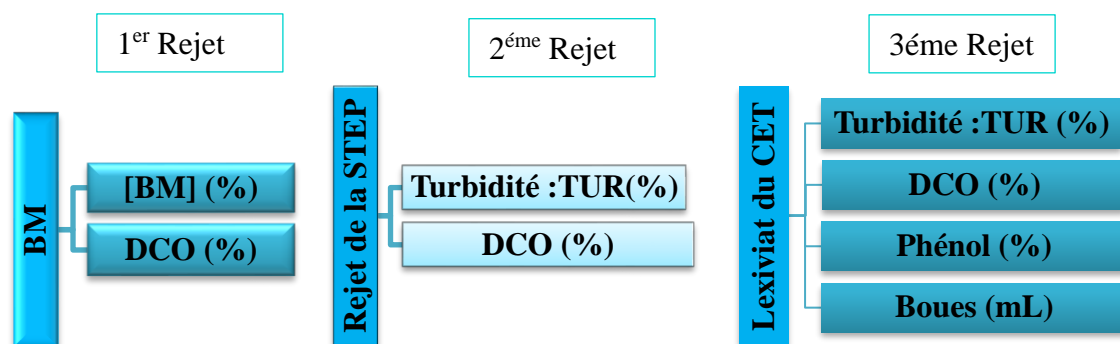 1er Rejet
BM
[BM] (%)
DCO (%)
2éme Rejet
Rejet de la STEP
Turbidité :TUR(%)
DCO (%)
3éme Rejet
Lexiviat du CET
Turbidité :TUR (%)
DCO (%)
Phénol (%)
Boues (mL)